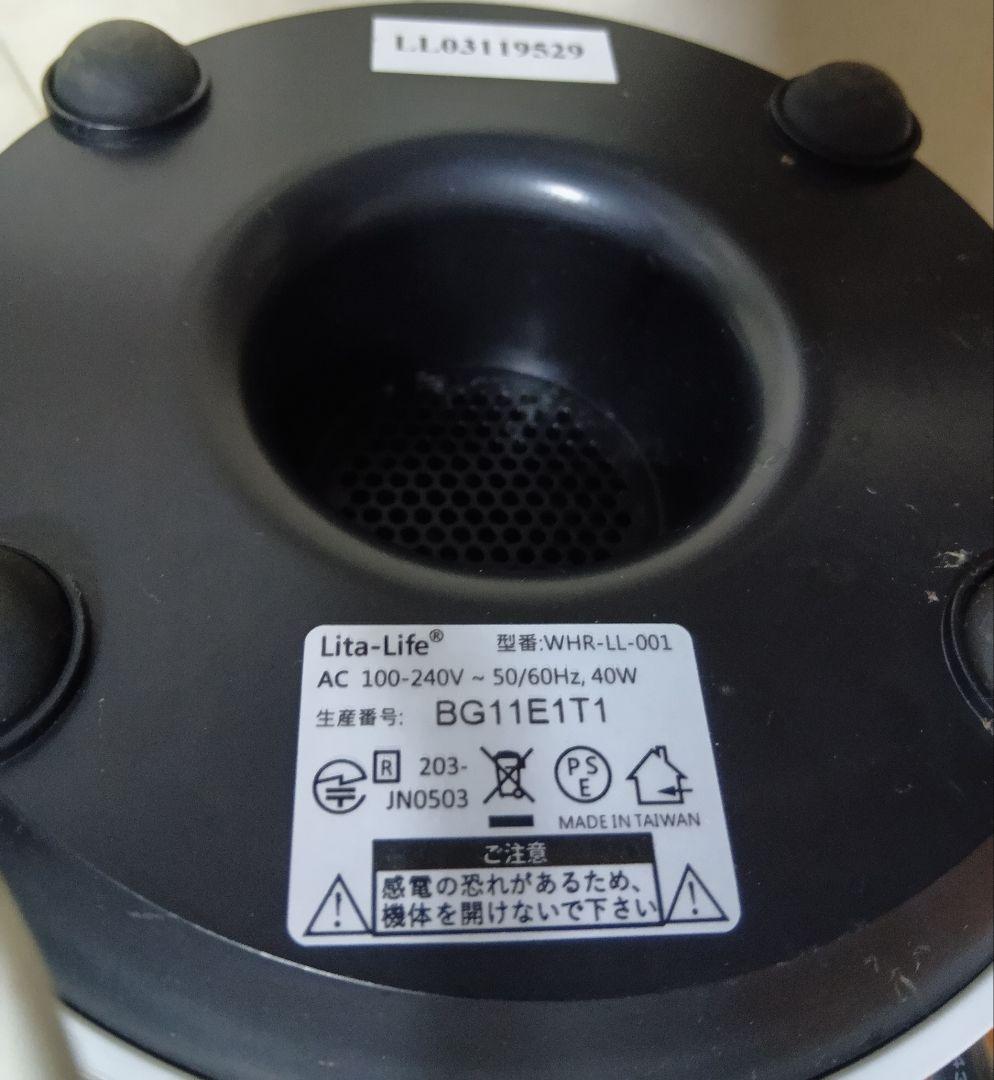 LL03119529
Lita-Life® 型番:WHR-LL-001
AC 100-240V ~ 50/60Hz, 40W
生産番号: BG11E1T1
R 203-
JN0503
PSE
MADE IN TAIWAN
ご注意
感電の恐れがあるため、
機体を開けないで下さい